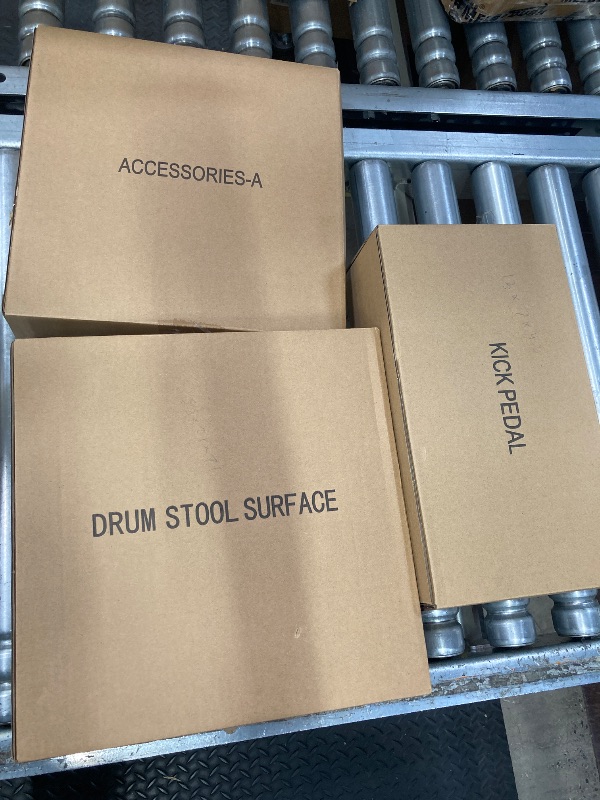 ACCESSORIES-A
KICK PEDAL
DRUM STOOL SURFACE